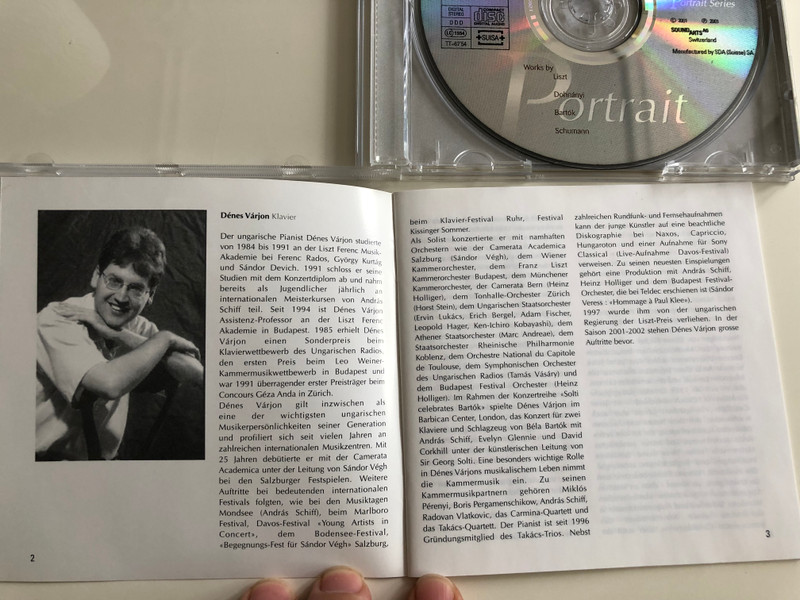 Portrait Series
DIGITAL
STEREO
DDD
COMPACT
disc
DIGITAL AUDIO
LC 1994
SUISA
TT-6754
© 2001 ℗ 2001
SOUND ARTS AG
Switzerland
Manufactured by SDA (Suisse) SA.
Works by
Liszt
Dohnányi
Bartók
Schumann
Portrait
Dénes Várjon Klavier
Der ungarische Pianist Dénes Várjon studierte
von 1984 bis 1991 an der Liszt Ferenc Musik-
Akademie bei Ferenc Rados, György Kurtág
und Sándor Devich. 1991 schloss er seine
Studien mit dem Konzertdiplom ab und nahm
bereits als Jugendlicher jährlich an
internationalen Meisterkursen von András
Schiff teil. Seit 1994 ist Dénes Várjon
Assistenz-Professor an der Liszt Ferenc
Akademie in Budapest. 1985 erhielt Dénes
Várjon einen Sonderpreis beim
Klavierwettbewerb des Ungarischen Radios,
den ersten Preis beim Leo Weiner-
Kammermusikwettbewerb in Budapest und
war 1991 überragender erster Preisträger beim
Concours Géza Anda in Zürich.
Dénes Várjon gilt inzwischen als
eine der wichtigsten ungarischen
Musikerpersönlichkeiten seiner Generation
und profiliert sich seit vielen Jahren an
zahlreichen internationalen Musikzentren. Mit
25 Jahren debütierte er mit der Camerata
Academica unter der Leitung von Sándor Végh
bei den Salzburger Festspielen. Weitere
Auftritte bei bedeutenden internationalen
Festivals folgten, wie bei den Musiktagen
Mondsee (András Schiff), beim Marlboro
Festival, Davos-Festival «Young Artists in
Concert», dem Bodensee-Festival,
«Begegnungs-Fest für Sándor Végh» Salzburg,
2
beim Klavier-Festival Ruhr, Festival
Kissinger Sommer.
Als Solist konzertierte er mit namhaften
Orchestern wie der Camerata Academica
Salzburg (Sándor Végh), dem Wiener
Kammerorchester, dem Franz Liszt
Kammerorchester Budapest, dem Münchener
Kammerorchester, der Camerata Bern (Heinz
Holliger), dem Tonhalle-Orchester Zürich
(Horst Stein), dem Ungarischen Staatsorchester
(Ervin Lukács, Erich Bergel, Adam Fischer,
Leopold Hager, Ken-Ichiro Kobayashi), dem
Athener Staatsorchester (Marc Andreae), dem
Staatsorchester Rheinische Philharmonie
Koblenz, dem Orchestre National du Capitole
de Toulouse, dem Symphonischen Orchester
des Ungarischen Radios (Tamás Vásáry) und
dem Budapest Festival Orchester (Heinz
Holliger). Im Rahmen der Konzertreihe «Solti
celebrates Bartók» spielte Dénes Várjon im
Barbican Center, London, das Konzert für zwei
Klaviere und Schlagzeug von Béla Bartók mit
András Schiff, Evelyn Glennie und David
Corkhill unter der künstlerischen Leitung von
Sir Georg Solti. Eine besonders wichtige Rolle
in Dénes Várjons musikalischem Leben nimmt
die Kammermusik ein. Zu seinen
Kammermusikpartnern gehören Miklós
Pérenyi, Boris Pergamenschikow, András Schiff,
Radovan Vlatkovic, das Carmina-Quartett und
das Takács-Quartett. Der Pianist ist seit 1996
Gründungsmitglied des Takács-Trios. Nebst
zahlreichen Rundfunk- und Fernsehaufnahmen
kann der junge Künstler auf eine beachtliche
Diskographie bei Naxos, Capriccio,
Hungaroton und einer Aufnahme für Sony
Classical (Live-Aufnahme Davos-Festival)
verweisen. Zu seinen neuesten Einspielungen
gehört eine Produktion mit András Schiff,
Heinz Holliger und dem Budapest Festival-
Orchester, die bei Teldec erschienen ist (Sándor
Veress : «Hommage à Paul Klee»).
1997 wurde ihm von der ungarischen
Regierung der Liszt-Preis verliehen. In der
Saison 2001-2002 stehen Dénes Várjon grosse
Auftritte bevor.
3